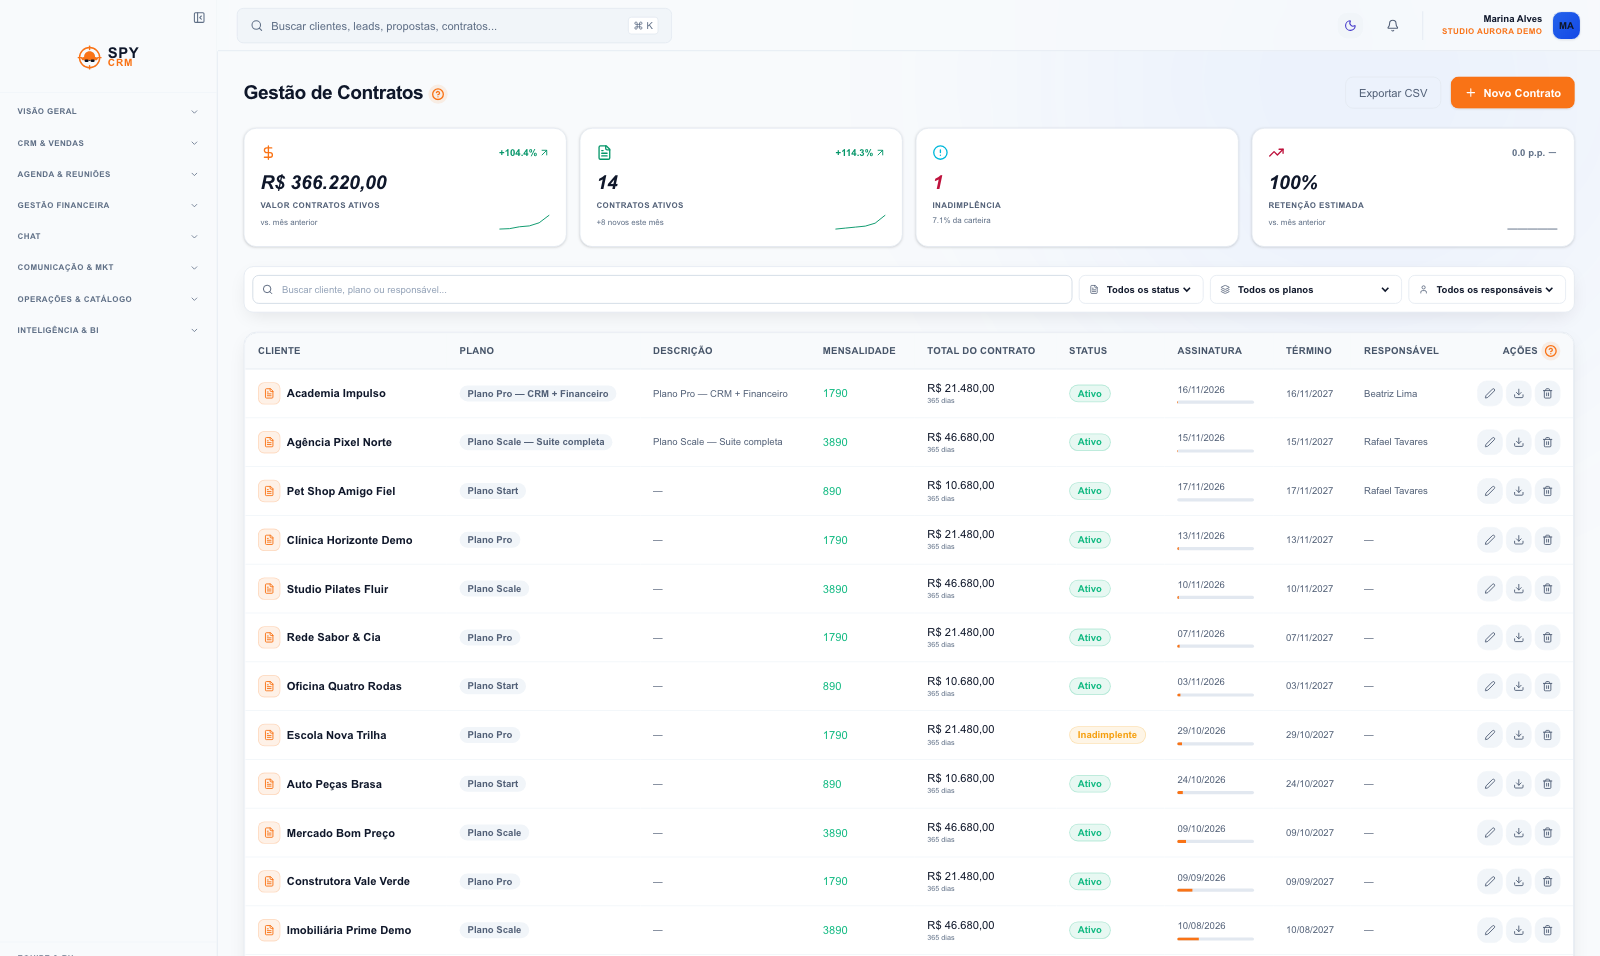 Buscar clientes, leads, propostas, contratos...
⌘ K
Marina Alves
STUDIO AURORA DEMO
MA
SPY
CRM
VISÃO GERAL
CRM & VENDAS
AGENDA & REUNIÕES
GESTÃO FINANCEIRA
CHAT
COMUNICAÇÃO & MKT
OPERAÇÕES & CATÁLOGO
INTELIGÊNCIA & BI
Gestão de Contratos
Exportar CSV
+ Novo Contrato
+104.4%
R$ 366.220,00
VALOR CONTRATOS ATIVOS
vs. mês anterior
+114.3%
14
CONTRATOS ATIVOS
+8 novos este mês
1
INADIMPLÊNCIA
7.1% da carteira
0.0 p.p. —
100%
RETENÇÃO ESTIMADA
vs. mês anterior
Buscar cliente, plano ou responsável...
Todos os status
Todos os planos
Todos os responsáveis
CLIENTE PLANO DESCRIÇÃO MENSALIDADE TOTAL DO CONTRATO STATUS ASSINATURA TÉRMINO RESPONSÁVEL AÇÕES
Academia Impulso Plano Pro — CRM + Financeiro Plano Pro — CRM + Financeiro 1790 R$ 21.480,00 Ativo 16/11/2026 16/11/2027 Beatriz Lima
365 dias
Agência Pixel Norte Plano Scale — Suite completa Plano Scale — Suite completa 3890 R$ 46.680,00 Ativo 15/11/2026 15/11/2027 Rafael Tavares
365 dias
Pet Shop Amigo Fiel Plano Start — 890 R$ 10.680,00 Ativo 17/11/2026 17/11/2027 Rafael Tavares
365 dias
Clínica Horizonte Demo Plano Pro — 1790 R$ 21.480,00 Ativo 13/11/2026 13/11/2027 —
365 dias
Studio Pilates Fluir Plano Scale — 3890 R$ 46.680,00 Ativo 10/11/2026 10/11/2027 —
365 dias
Rede Sabor & Cia Plano Pro — 1790 R$ 21.480,00 Ativo 07/11/2026 07/11/2027 —
365 dias
Oficina Quatro Rodas Plano Start — 890 R$ 10.680,00 Ativo 03/11/2026 03/11/2027 —
365 dias
Escola Nova Trilha Plano Pro — 1790 R$ 21.480,00 Inadimplente 29/10/2026 29/10/2027 —
365 dias
Auto Peças Brasa Plano Start — 890 R$ 10.680,00 Ativo 24/10/2026 24/10/2027 —
365 dias
Mercado Bom Preço Plano Scale — 3890 R$ 46.680,00 Ativo 09/10/2026 09/10/2027 —
365 dias
Construtora Vale Verde Plano Pro — 1790 R$ 21.480,00 Ativo 09/09/2026 09/09/2027 —
365 dias
Imobiliária Prime Demo Plano Scale — 3890 R$ 46.680,00 Ativo 10/08/2026 10/08/2027 —
365 dias